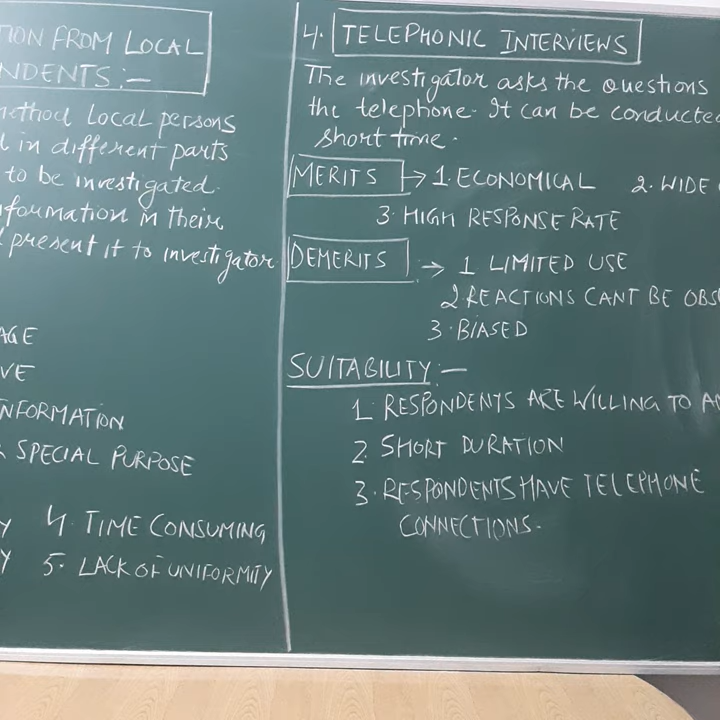 TION FROM LOCAL
NDENTS:-
method Local persons
in different parts
to be investigated.
formation in their
present it to investigator
AGE
VE
INFORMATION
SPECIAL PURPOSE
Y 4. TIME CONSUMING
Y 5. LACK OF UNIFORMITY
4. TELEPHONIC INTERVIEWS
The investigator asks the questions
the telephone. It can be conducted
short time.
MERITS → 1. ECONOMICAL 2. WIDE
3. HIGH RESPONSE RATE
DEMERITS → 1 LIMITED USE
2 REACTIONS CANT BE OBS
3. BIASED
SUITABILITY:-
1. RESPONDENTS ARE WILLING TO
2. SHORT DURATION
3. RESPONDENTS HAVE TELEPHONE
CONNECTIONS.